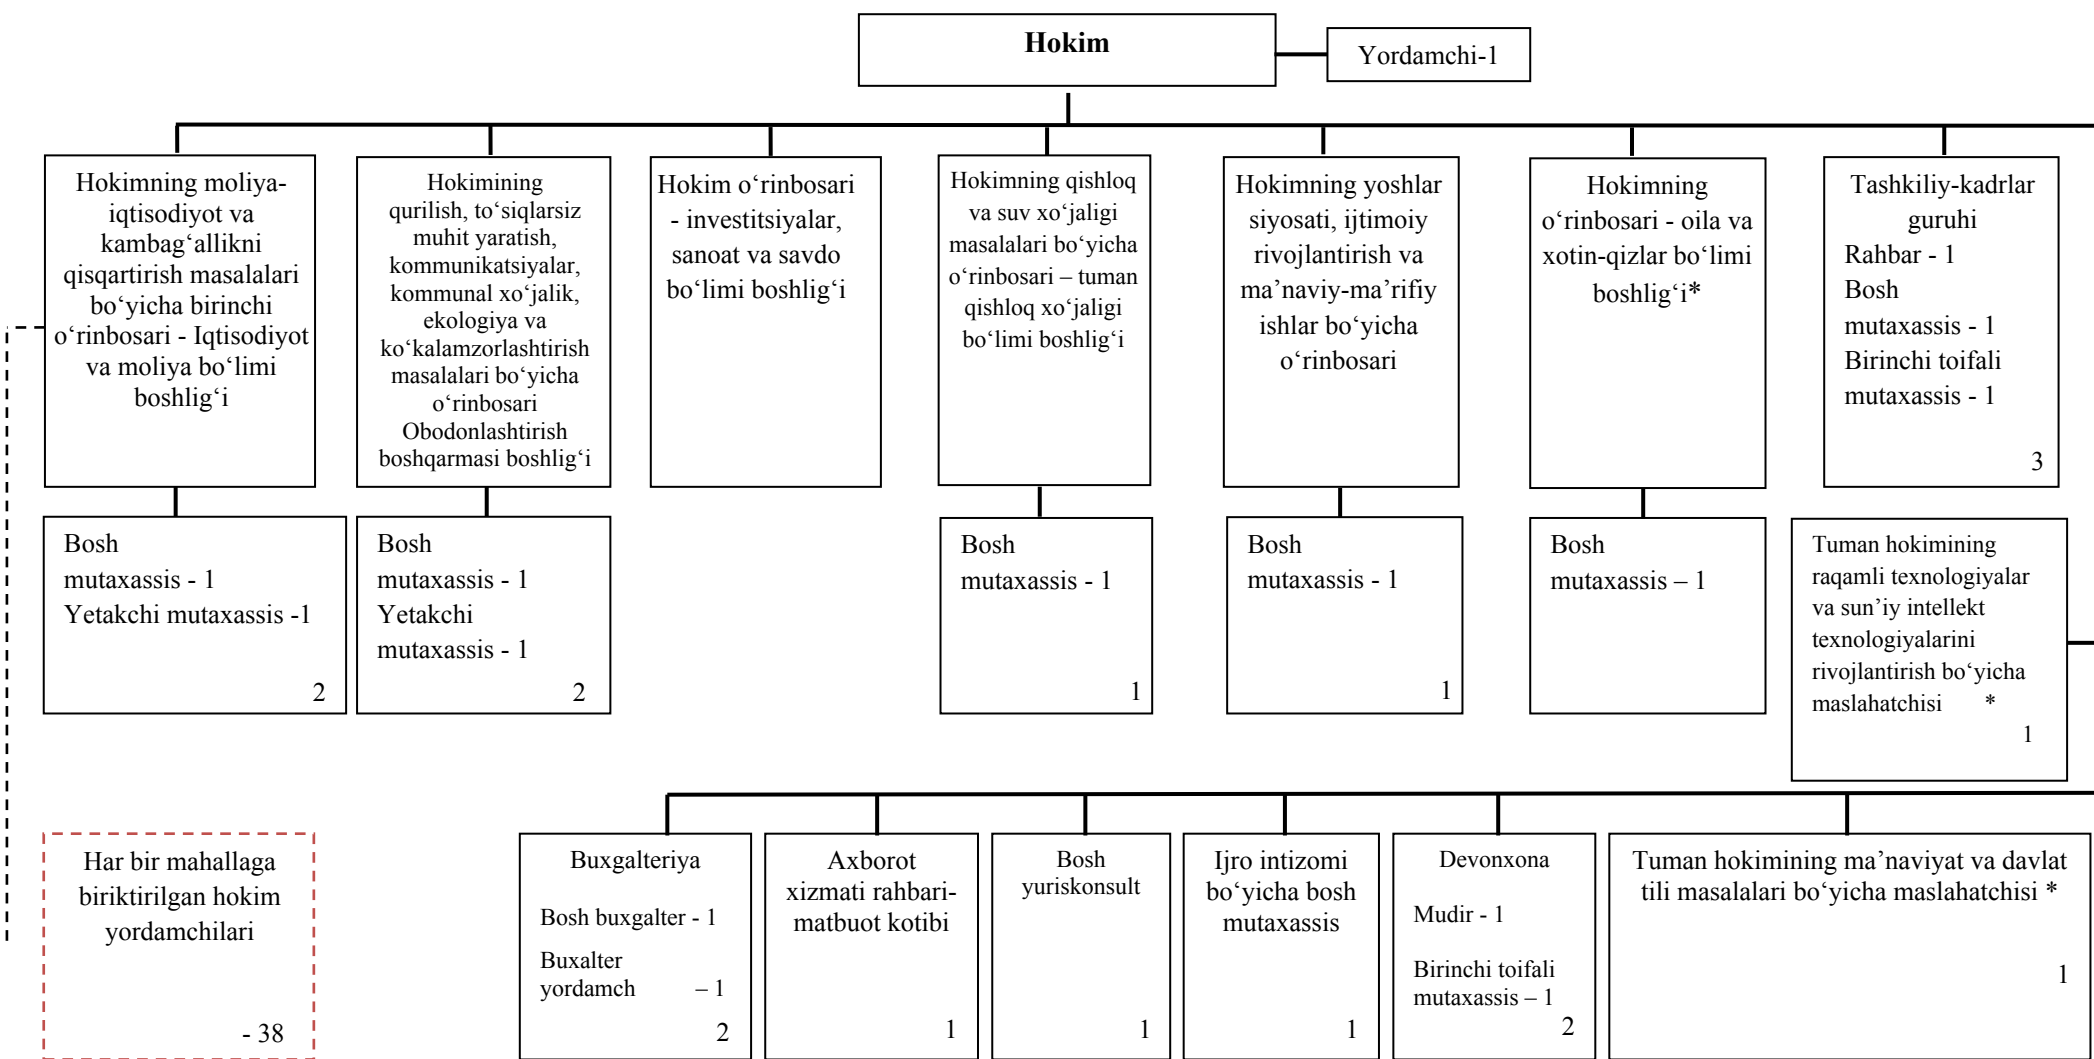 Hokim
Yordamchi-1
Hokimning moliya-
iqtisodiyot va
kambag‘allikni
qisqartirish masalalari
bo‘yicha birinchi
o‘rinbosari - Iqtisodiyot
va moliya bo‘limi
boshlig‘i
Hokimining
qurilish, to‘siqlarsiz
muhit yaratish,
kommunikatsiyalar,
kommunal xo‘jalik,
ekologiya va
ko‘kalamzorlashtirish
masalalari bo‘yicha
o‘rinbosari
Obodonlashtirish
boshqarmasi boshlig‘i
Hokim o‘rinbosari
- investitsiyalar,
sanoat va savdo
bo‘limi boshlig‘i
Hokimning qishloq
va suv xo‘jaligi
masalalari bo‘yicha
o‘rinbosari – tuman
qishloq xo‘jaligi
bo‘limi boshlig‘i
Hokimning yoshlar
siyosati, ijtimoiy
rivojlantirish va
ma’naviy-ma’rifiy
ishlar bo‘yicha
o‘rinbosari
Hokimning
o‘rinbosari - oila va
xotin-qizlar bo‘limi
boshlig‘i*
Tashkiliy-kadrlar
guruhi
Rahbar - 1
Bosh
mutaxassis - 1
Birinchi toifali
mutaxassis - 1
3
Bosh
mutaxassis - 1
Yetakchi mutaxassis -1
2
Bosh
mutaxassis - 1
Yetakchi
mutaxassis - 1
2
Bosh
mutaxassis - 1
1
Bosh
mutaxassis - 1
1
Bosh
mutaxassis – 1
Tuman hokimining
raqamli texnologiyalar
va sun’iy intellekt
texnologiyalarini
rivojlantirish bo‘yicha
maslahatchisi *
1
Har bir mahallaga
biriktirilgan hokim
yordamchilari
- 38
Buxgalteriya
Bosh buxgalter - 1
Buxalter
yordamch – 1
2
Axborot
xizmati rahbari-
matbuot kotibi
1
Bosh
yuriskonsult
1
Ijro intizomi
bo‘yicha bosh
mutaxassis
1
Devonxona
Mudir - 1
Birinchi toifali
mutaxassis – 1
2
Tuman hokimining ma’naviyat va davlat
tili masalalari bo‘yicha maslahatchisi *
1